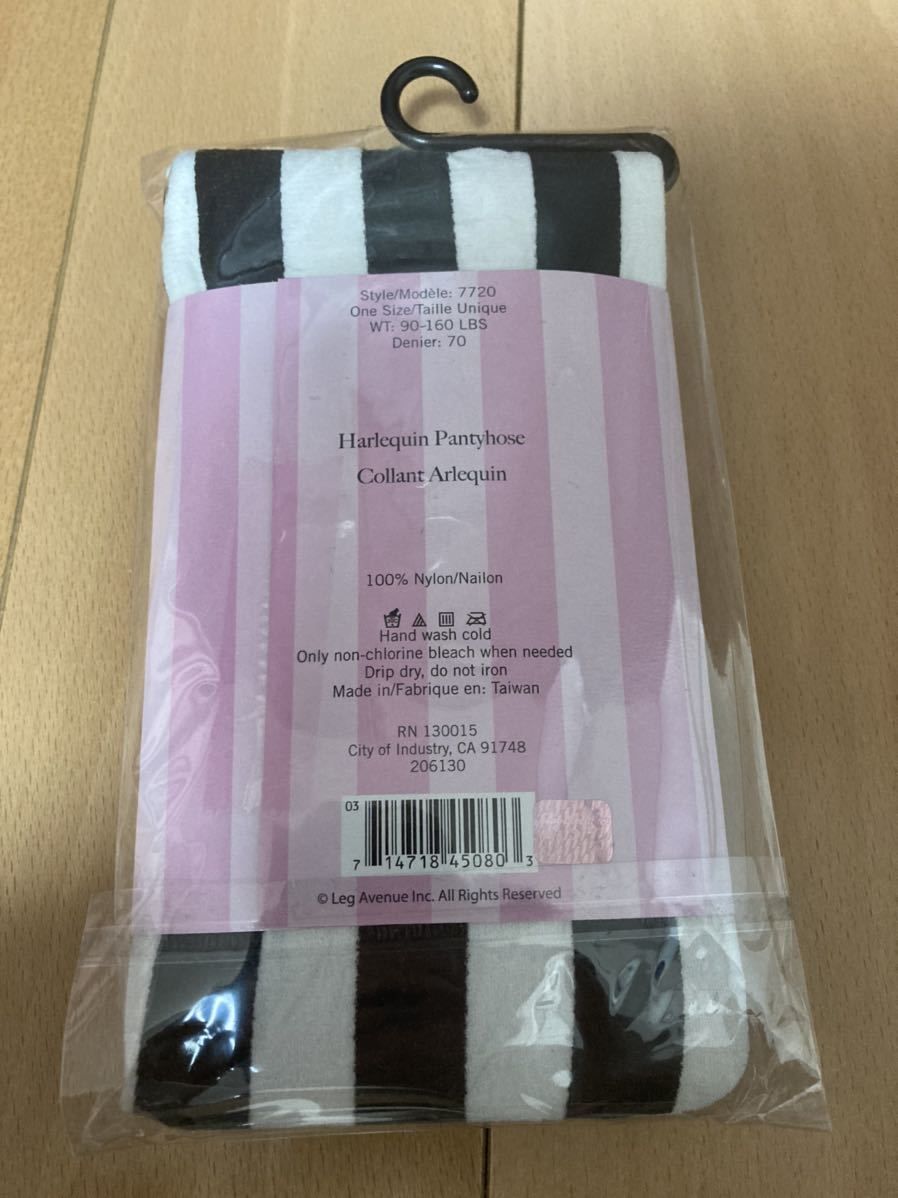 Style/Modèle: 7720
One Size/Taille Unique
WT: 90-160 LBS
Denier: 70
Harlequin Pantyhose
Collant Arlequin
100% Nylon/Nailon
Hand wash cold
Only non-chlorine bleach when needed
Drip dry, do not iron
Made in/Fabrique en: Taiwan
RN 130015
City of Industry, CA 91748
206130
03
7 14718 45080 3
© Leg Avenue Inc. All Rights Reserved